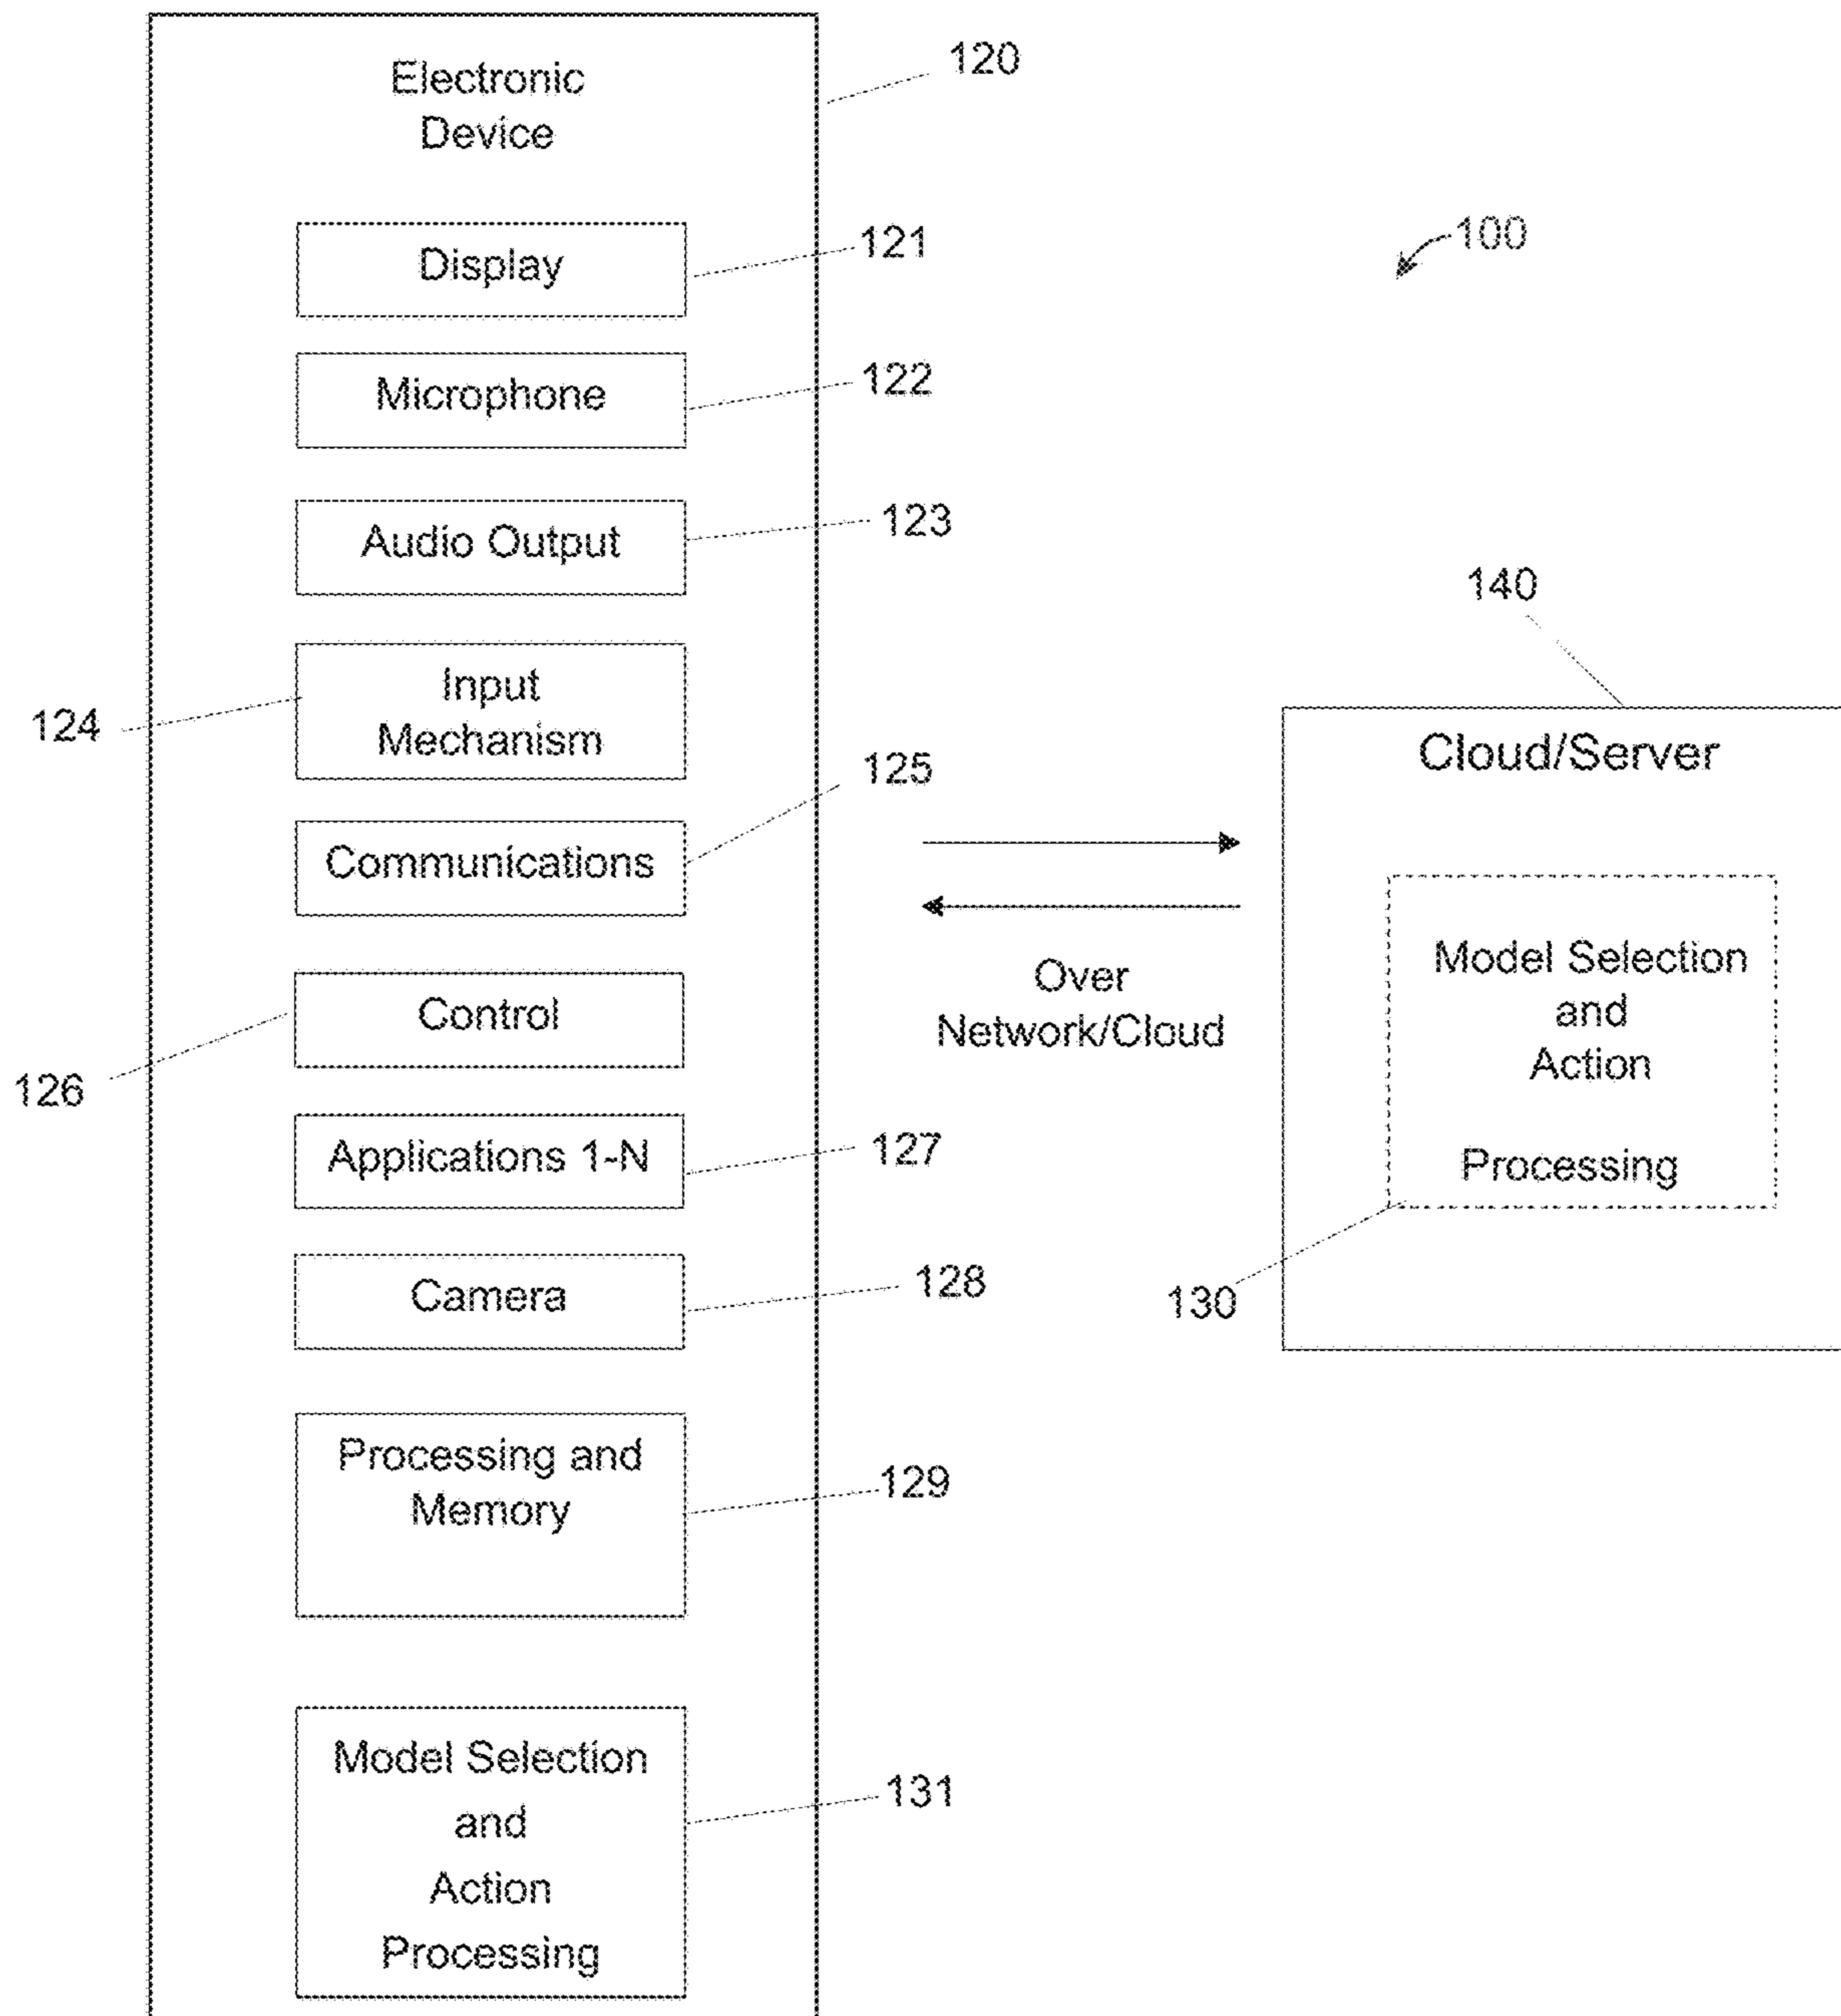 Electronic
Device
120
Display
121
100
Microphone
122
Audio Output
123
140
Input
Mechanism
124
Cloud/Server
125
Communications
Model Selection
and
Action
Processing
Over
Network/Cloud
Control
126
Applications 1-N
127
Camera
128
130
Processing and
Memory
129
Model Selection
and
Action
Processing
131